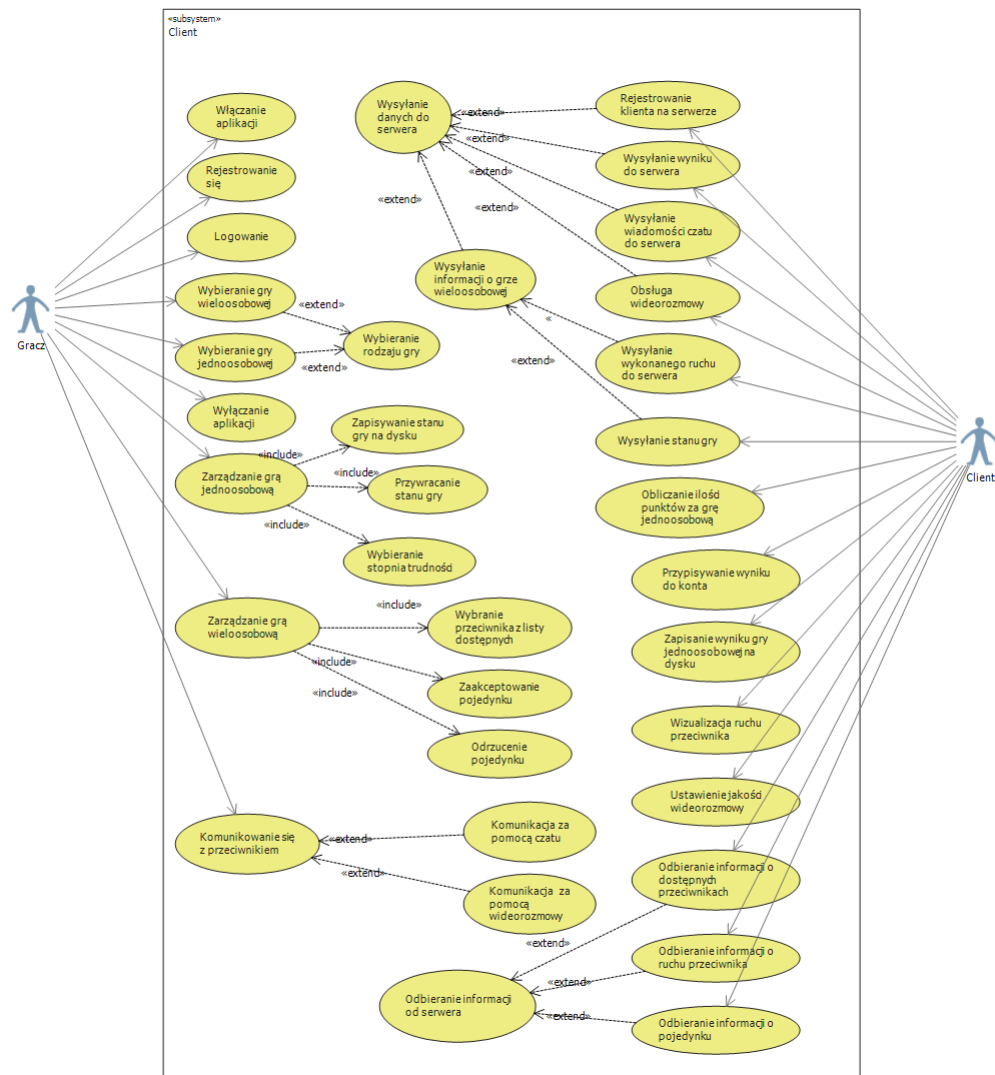 «subsystem»
Client
Włączanie
aplikacji
Rejestrowanie
się
Logowanie
Wybieranie gry
wieloosobowej
«extend»
Wybieranie
rodzaju gry
Wybieranie gry
jednoosobowej
«extend»
Wyłączanie
aplikacji
Gracz
Wysyłanie
danych do
serwera
«extend»
Rejestrowanie
klienta na serwerze
«extend»
Wysyłanie wyniku
do serwera
«extend»
Wysyłanie
wiadomości czatu
do serwera
«extend»
«extend»
Wysyłanie
informacji o grze
wieloosobowej
Obsługa
wideorozmowy
«
Wysyłanie
wykonanego ruchu
do serwera
«extend»
Wysyłanie stanu gry
Client
Zarządzanie grą
jednoosobową
«include»
Zapisywanie stanu
gry na dysku
«include»
Przywracanie
stanu gry
«include»
Wybieranie
stopnia trudności
Obliczanie ilości
punktów za grę
jednoosobową
Przypisywanie wyniku
do konta
Zarządzanie grą
wieloosobową
«include»
Wybranie
przeciwnika z listy
dostępnych
«include»
Zaakceptowanie
pojedynku
«include»
Odrzucenie
pojedynku
Zapisanie wyniku gry
jednoosobowej na
dysku
Wizualizacja ruchu
przeciwnika
Ustawienie jakości
wideorozmowy
Komunikowanie się
z przeciwnikiem
«extend»
Komunikacja za
pomocą czatu
«extend»
Komunikacja za
pomocą
wideorozmowy
Odbieranie informacji o
dostępnych
przeciwnikach
«extend»
Odbieranie informacji o
ruchu przeciwnika
«extend»
Odbieranie informacji
od serwera
«extend»
Odbieranie informacji o
pojedynku